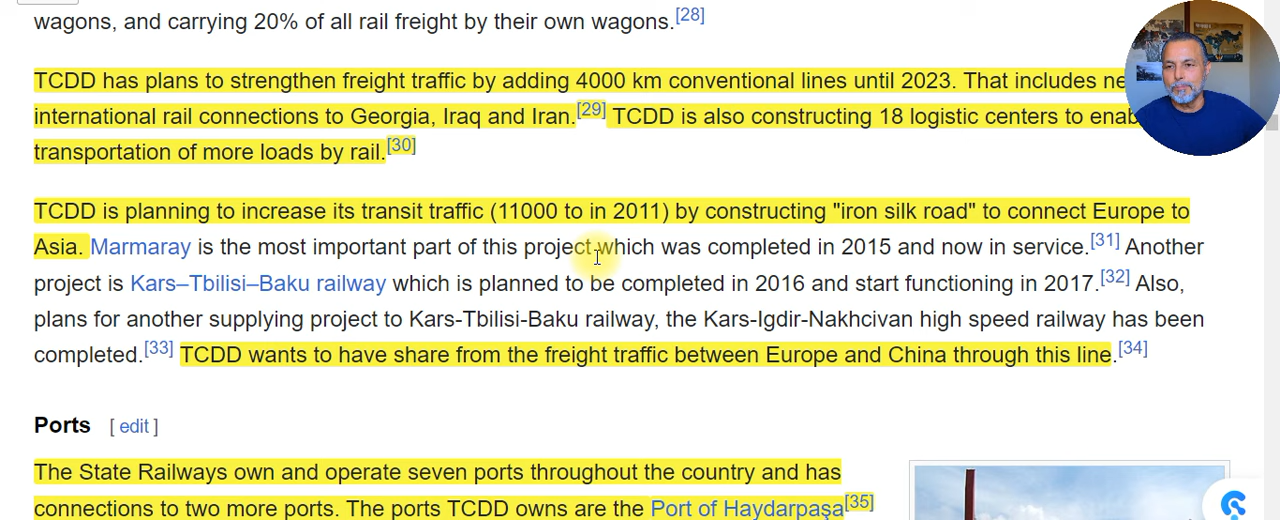 wagons, and carrying 20% of all rail freight by their own wagons.[28]
TCDD has plans to strengthen freight traffic by adding 4000 km conventional lines until 2023. That includes
international rail connections to Georgia, Iraq and Iran.[29] TCDD is also constructing 18 logistic centers to
transportation of more loads by rail.[30]
TCDD is planning to increase its transit traffic (11000 to in 2011) by constructing "iron silk road" to connect Europe to
Asia. Marmaray is the most important part of this project which was completed in 2015 and now in service.[31] Another
project is Kars–Tbilisi–Baku railway which is planned to be completed in 2016 and start functioning in 2017.[32] Also,
plans for another supplying project to Kars-Tbilisi-Baku railway, the Kars-Igdir-Nakhcivan high speed railway has been
completed.[33] TCDD wants to have share from the freight traffic between Europe and China through this line.[34]
Ports [ edit ]
The State Railways own and operate seven ports throughout the country and has
connections to two more ports. The ports TCDD owns are the Port of Haydarpaşa[35]